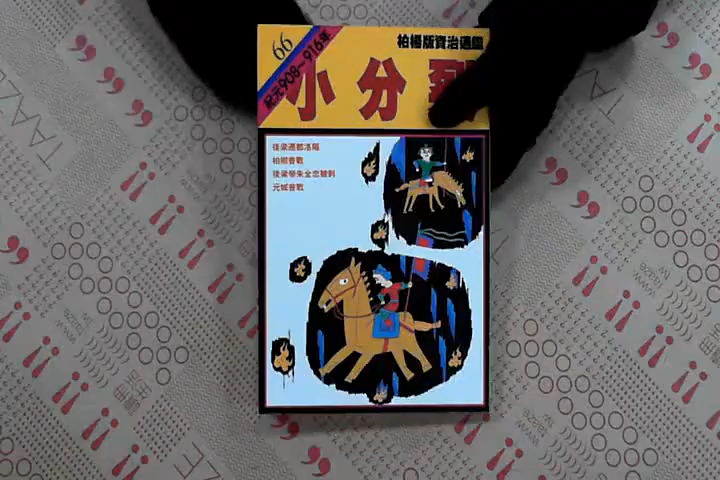 66
紀元908~916年
柏楊版資治通鑑
小分裂
後梁遷都洛陽
柏鄉會戰
後梁帝朱全忠被刺
元城會戰
TAAZE